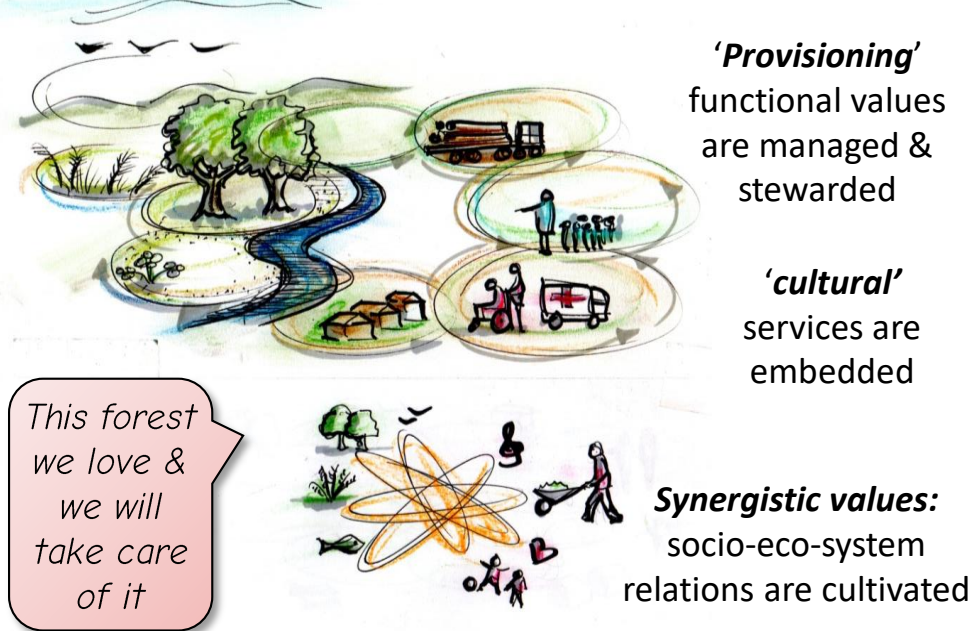 ‘Provisioning’
functional values
are managed &
stewarded
‘cultural’
services are
embedded
This forest
we love &
we will
take care
of it
Synergistic values:
socio-eco-system
relations are cultivated